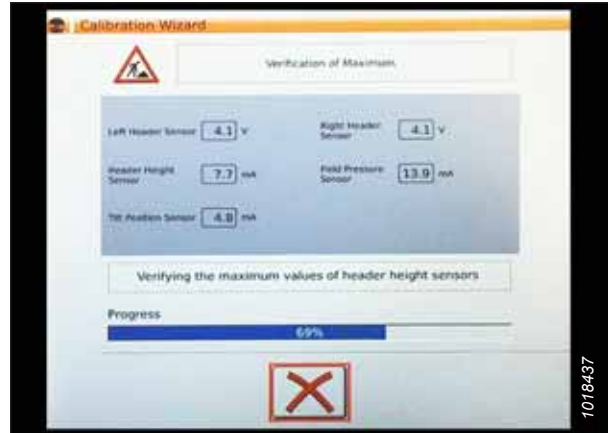 Calibration Wizard
Verification of Maximum
Left Header Sensor 4.1 V
Right Header Sensor 4.1 V
Header Height Sensor 7.7 mA
Field Pressure Sensor 13.9 mA
Tilt Position Sensor 4.8 mA
Verifying the maximum values of header height sensors
Progress
69%
1018437